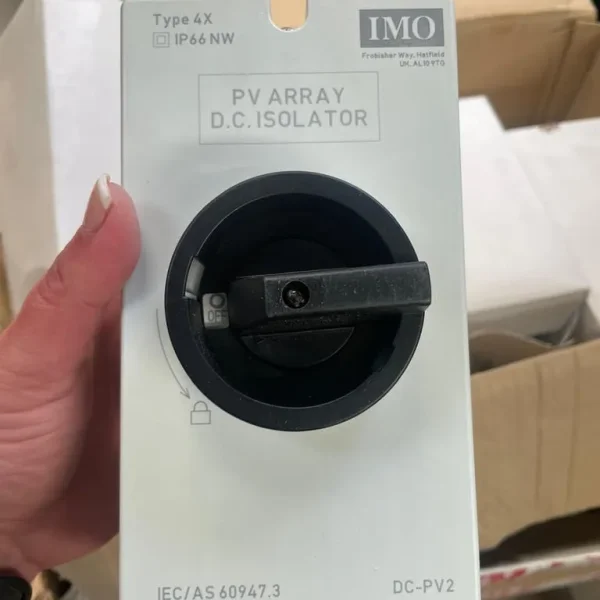 Type 4X
IP66 NW
IMO
Frobisher Way, Hatfield
UK, AL10 9TG
PV ARRAY
D.C. ISOLATOR
O
OFF
IEC/AS 60947.3
DC-PV2